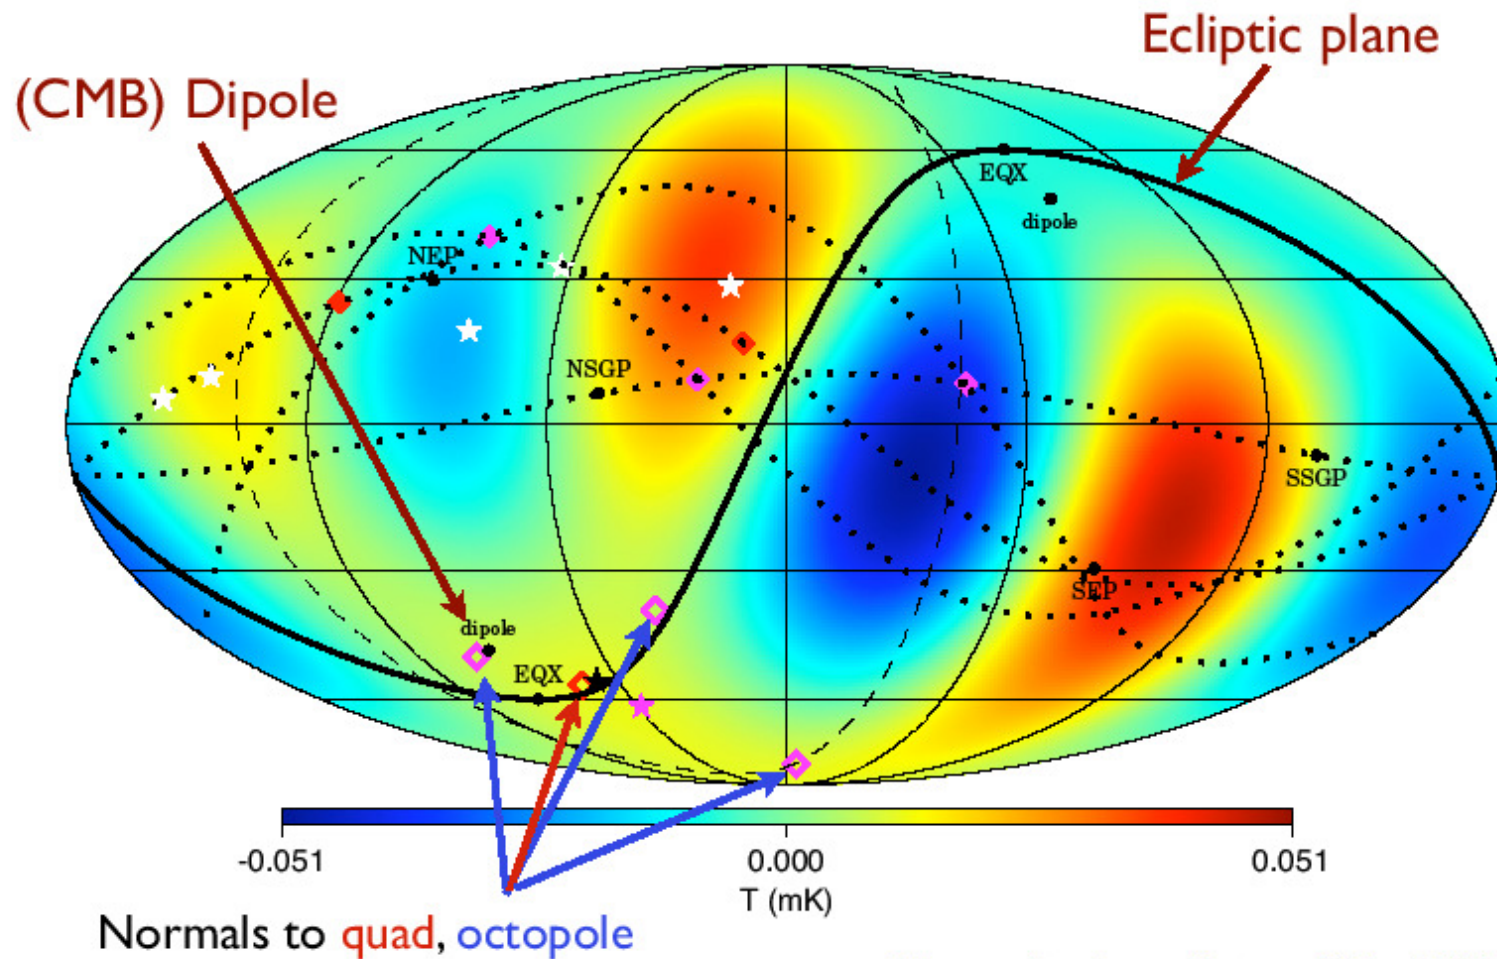 Ecliptic plane
(CMB) Dipole
EQX
dipole
NEP
NSGP
SSGP
SEP
dipole
EQX
-0.051
0.000
0.051
T (mK)
Normals to quad, octopole